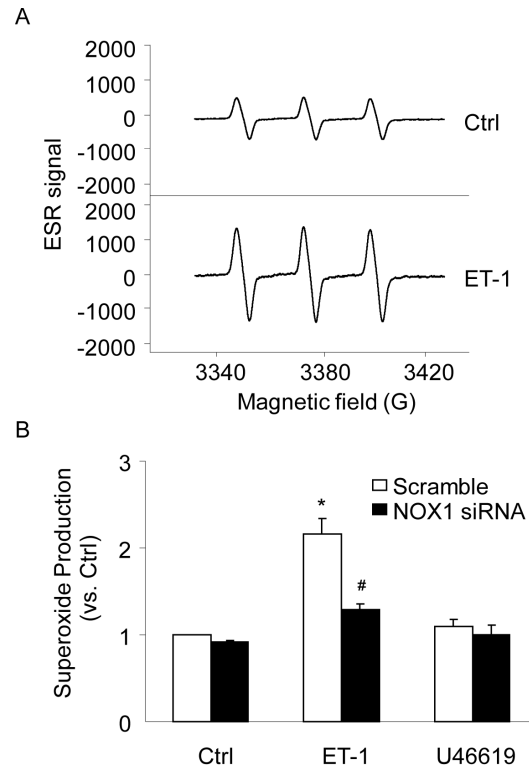 A
2000
1000
0
-1000
-2000
Ctrl
2000
1000
0
-1000
-2000
ET-1
ESR signal
3340 3380 3420
Magnetic field (G)
B
3
2
1
0
Superoxide Production
(vs. Ctrl)
Scramble
NOX1 siRNA
*
#
Ctrl ET-1 U46619